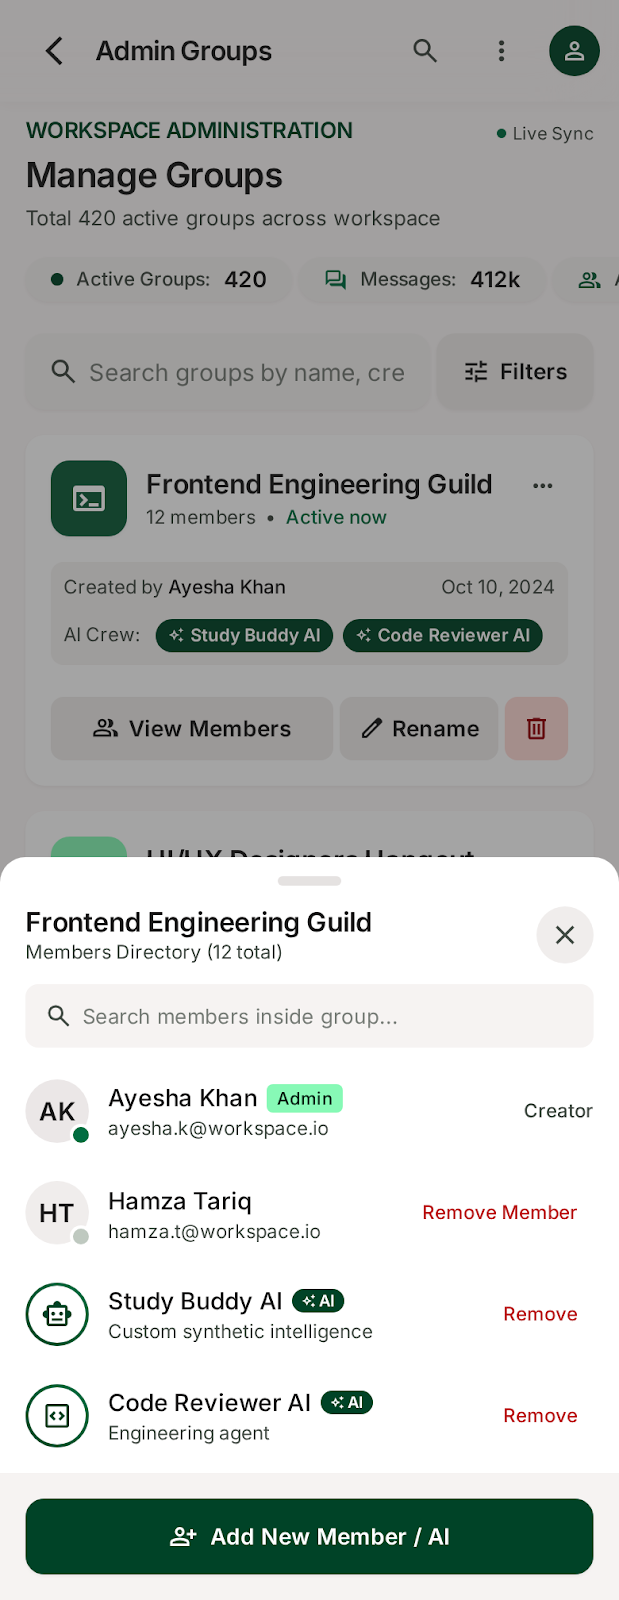 Admin Groups
WORKSPACE ADMINISTRATION
Live Sync
Manage Groups
Total 420 active groups across workspace
Active Groups: 420
Messages: 412k
Search groups by name, cre
Filters
Frontend Engineering Guild
12 members • Active now
Created by Ayesha Khan
Oct 10, 2024
AI Crew: Study Buddy AI Code Reviewer AI
View Members
Rename
UI/UX Designers Hangout
Frontend Engineering Guild
Members Directory (12 total)
Search members inside group...
AK
Ayesha Khan Admin
ayesha.k@workspace.io
Creator
HT
Hamza Tariq
hamza.t@workspace.io
Remove Member
Study Buddy AI AI
Custom synthetic intelligence
Remove
Code Reviewer AI AI
Engineering agent
Remove
Add New Member / AI